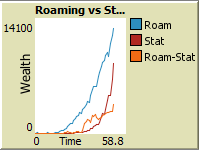 Roaming vs St...
14100
Wealth
0
0
Time
58.8
Roam
Stat
Roam-Stat